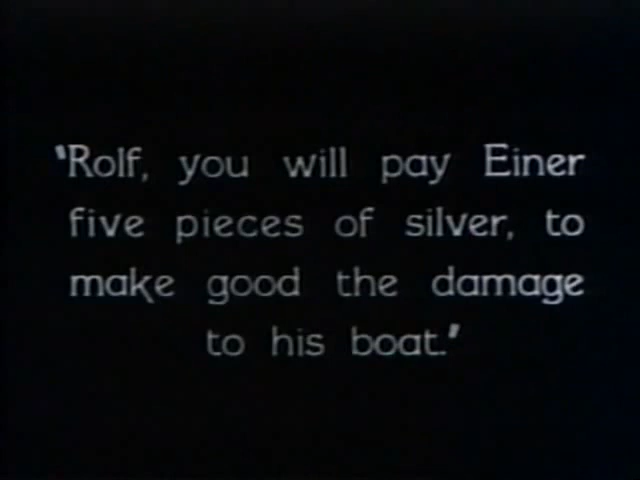 "Rolf, you will pay Einer
five pieces of silver, to
make good the damage
to his boat."